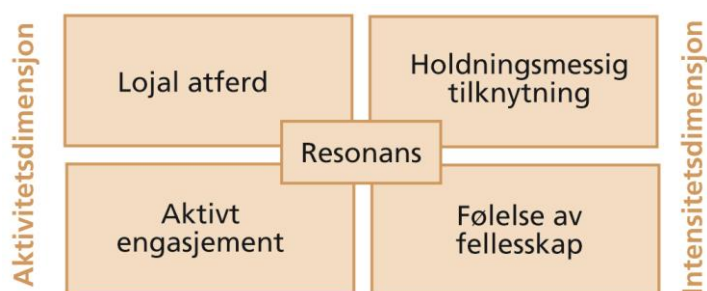 Aktivitetsdimensjon
Lojal atferd
Holdningsmessig
tilknytning
Resonans
Aktivt
engasjement
Følelse av
fellesskap
Intensitetsdimensjon